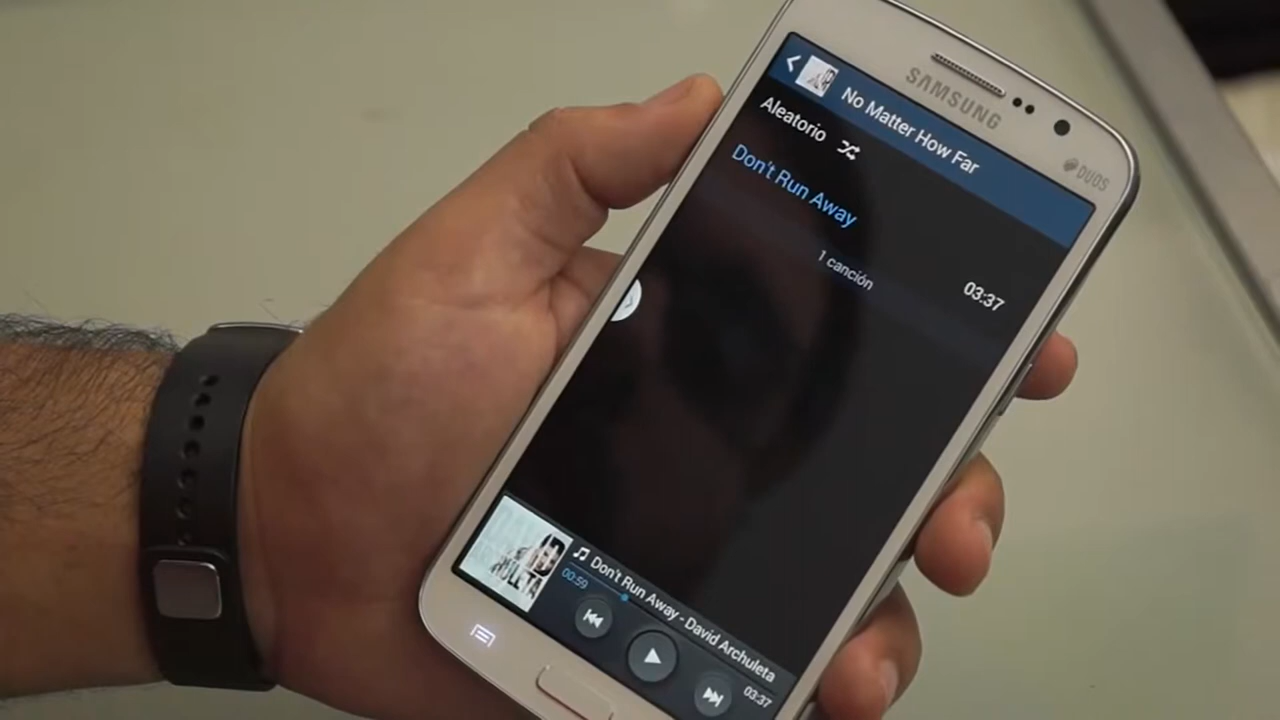 SAMSUNG
DUOS
No Matter How Far
Aleatorio
Don't Run Away
03:37
1 canción
Don't Run Away - David Archuleta
00:59
03:37